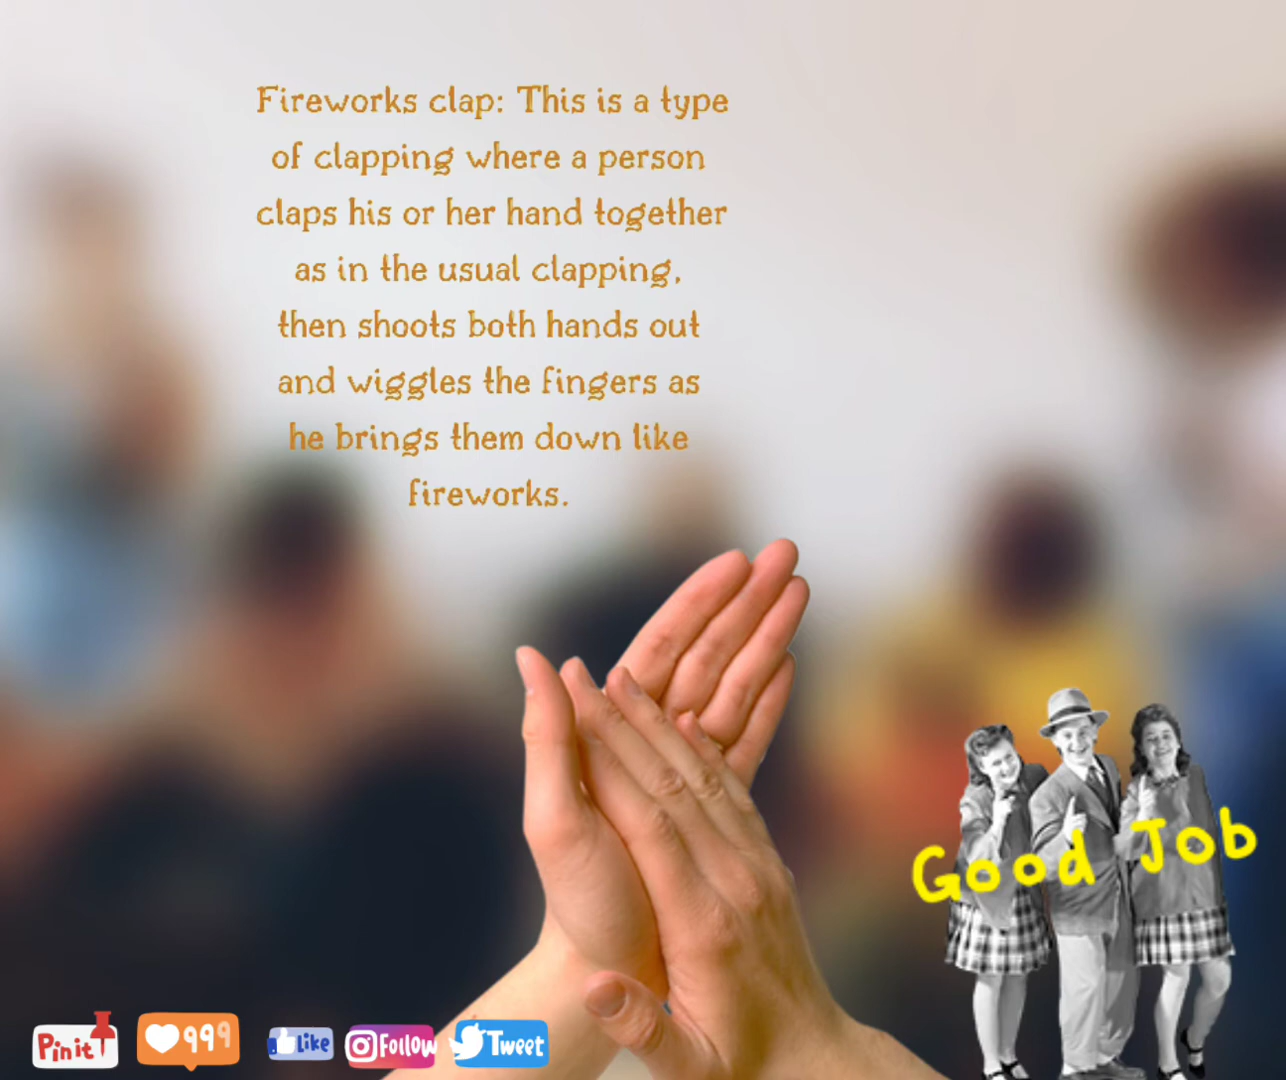 Fireworks clap: This is a type
of clapping where a person
claps his or her hand together
as in the usual clapping,
then shoots both hands out
and wiggles the fingers as
he brings them down like
fireworks.
Good Job
Pin it
999
Like
Follow
Tweet